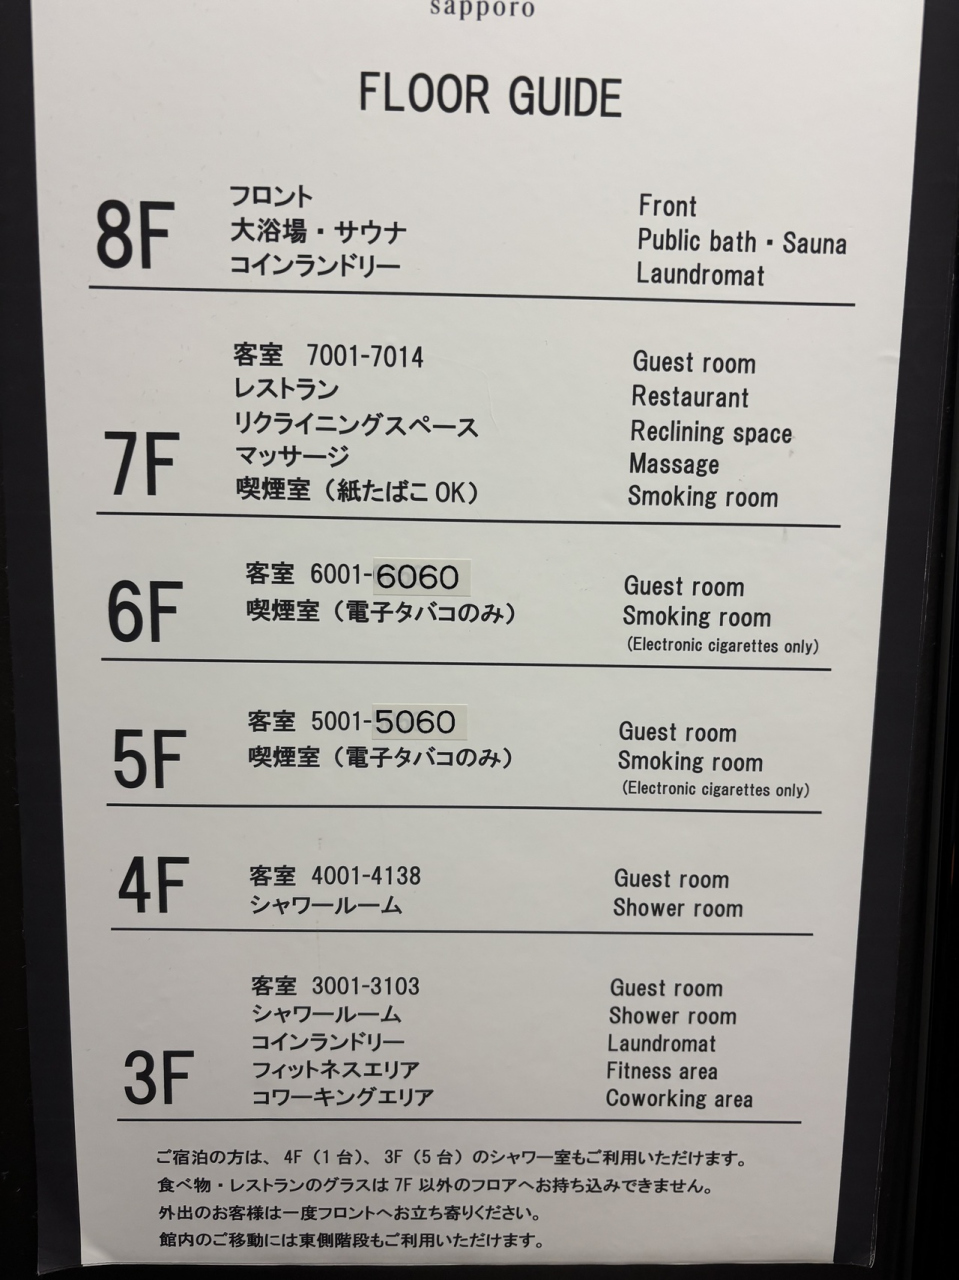 sapporo
FLOOR GUIDE
8F
フロント Front
大浴場・サウナ Public bath・Sauna
コインランドリー Laundromat
7F
客室 7001-7014 Guest room
レストラン Restaurant
リクライニングスペース Reclining space
マッサージ Massage
喫煙室（紙たばこ OK） Smoking room
6F
客室 6001-6060 Guest room
喫煙室（電子タバコのみ） Smoking room
(Electronic cigarettes only)
5F
客室 5001-5060 Guest room
喫煙室（電子タバコのみ） Smoking room
(Electronic cigarettes only)
4F
客室 4001-4138 Guest room
シャワールーム Shower room
3F
客室 3001-3103 Guest room
シャワールーム Shower room
コインランドリー Laundromat
フィットネスエリア Fitness area
コワーキングエリア Coworking area
ご宿泊の方は、4F（1 台）、3F（5 台）のシャワー室もご利用いただけます。
食べ物・レストランのグラスは 7F 以外のフロアへお持ち込みできません。
外出のお客様は一度フロントへお立ち寄りください。
館内のご移動には東側階段もご利用いただけます。